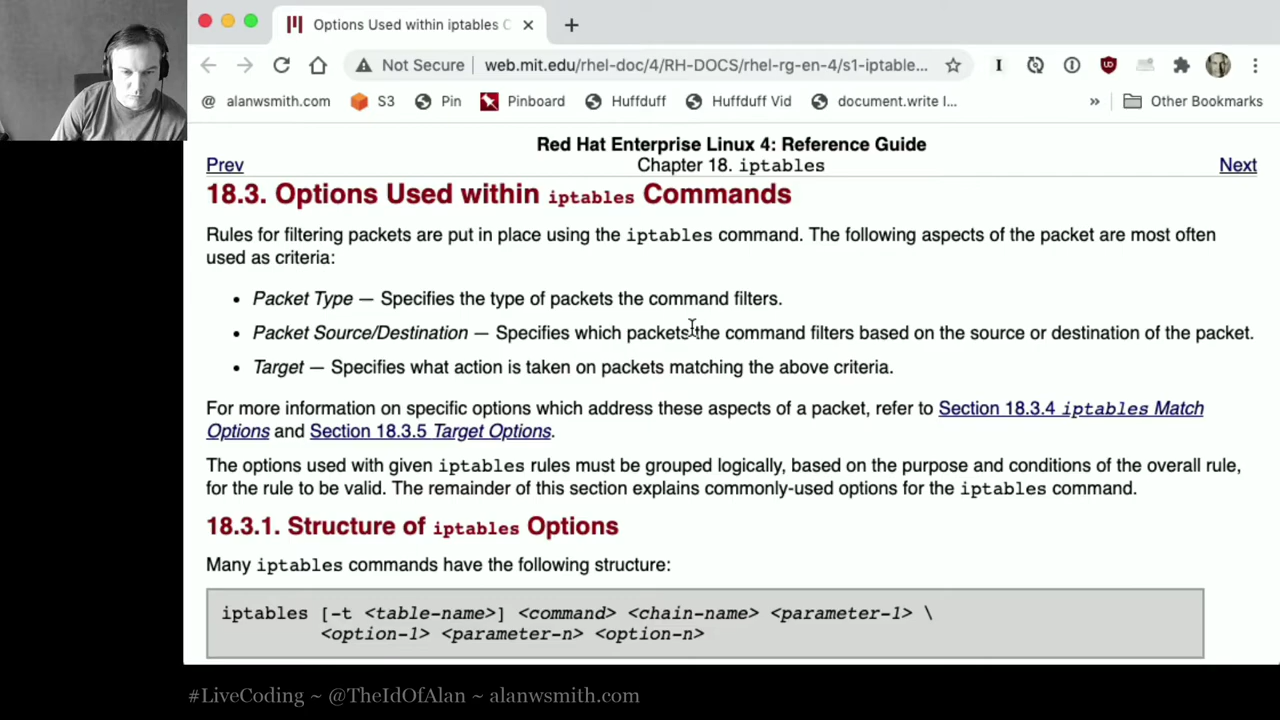 Options Used within iptables C
Not Secure web.mit.edu/rhel-doc/4/RH-DOCS/rhel-rg-en-4/s1-iptable...
@ alanwsmith.com S3 Pin Pinboard Huffduff Huffduff Vid document.write I... » Other Bookmarks
Red Hat Enterprise Linux 4: Reference Guide
Prev Chapter 18. iptables Next
18.3. Options Used within iptables Commands
Rules for filtering packets are put in place using the iptables command. The following aspects of the packet are most often
used as criteria:
• Packet Type — Specifies the type of packets the command filters.
• Packet Source/Destination — Specifies which packets the command filters based on the source or destination of the packet.
• Target — Specifies what action is taken on packets matching the above criteria.
For more information on specific options which address these aspects of a packet, refer to Section 18.3.4 iptables Match
Options and Section 18.3.5 Target Options.
The options used with given iptables rules must be grouped logically, based on the purpose and conditions of the overall rule,
for the rule to be valid. The remainder of this section explains commonly-used options for the iptables command.
18.3.1. Structure of iptables Options
Many iptables commands have the following structure:
iptables [-t <table-name>] <command> <chain-name> <parameter-1> \
<option-1> <parameter-n> <option-n>
#LiveCoding ~ @TheIdOfAlan ~ alanwsmith.com